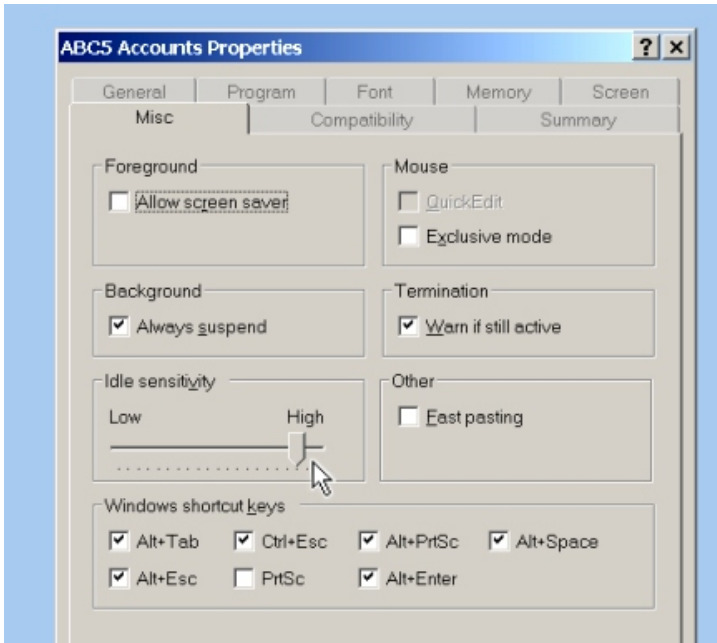 ABC5 Accounts Properties
General Program Font Memory Screen
Misc Compatibility Summary
Foreground
Allow screen saver
Mouse
QuickEdit
Exclusive mode
Background
Always suspend
Termination
Warn if still active
Idle sensitivity
Low High
Other
Fast pasting
Windows shortcut keys
Alt+Tab Ctrl+Esc Alt+PrtSc Alt+Space
Alt+Esc PrtSc Alt+Enter